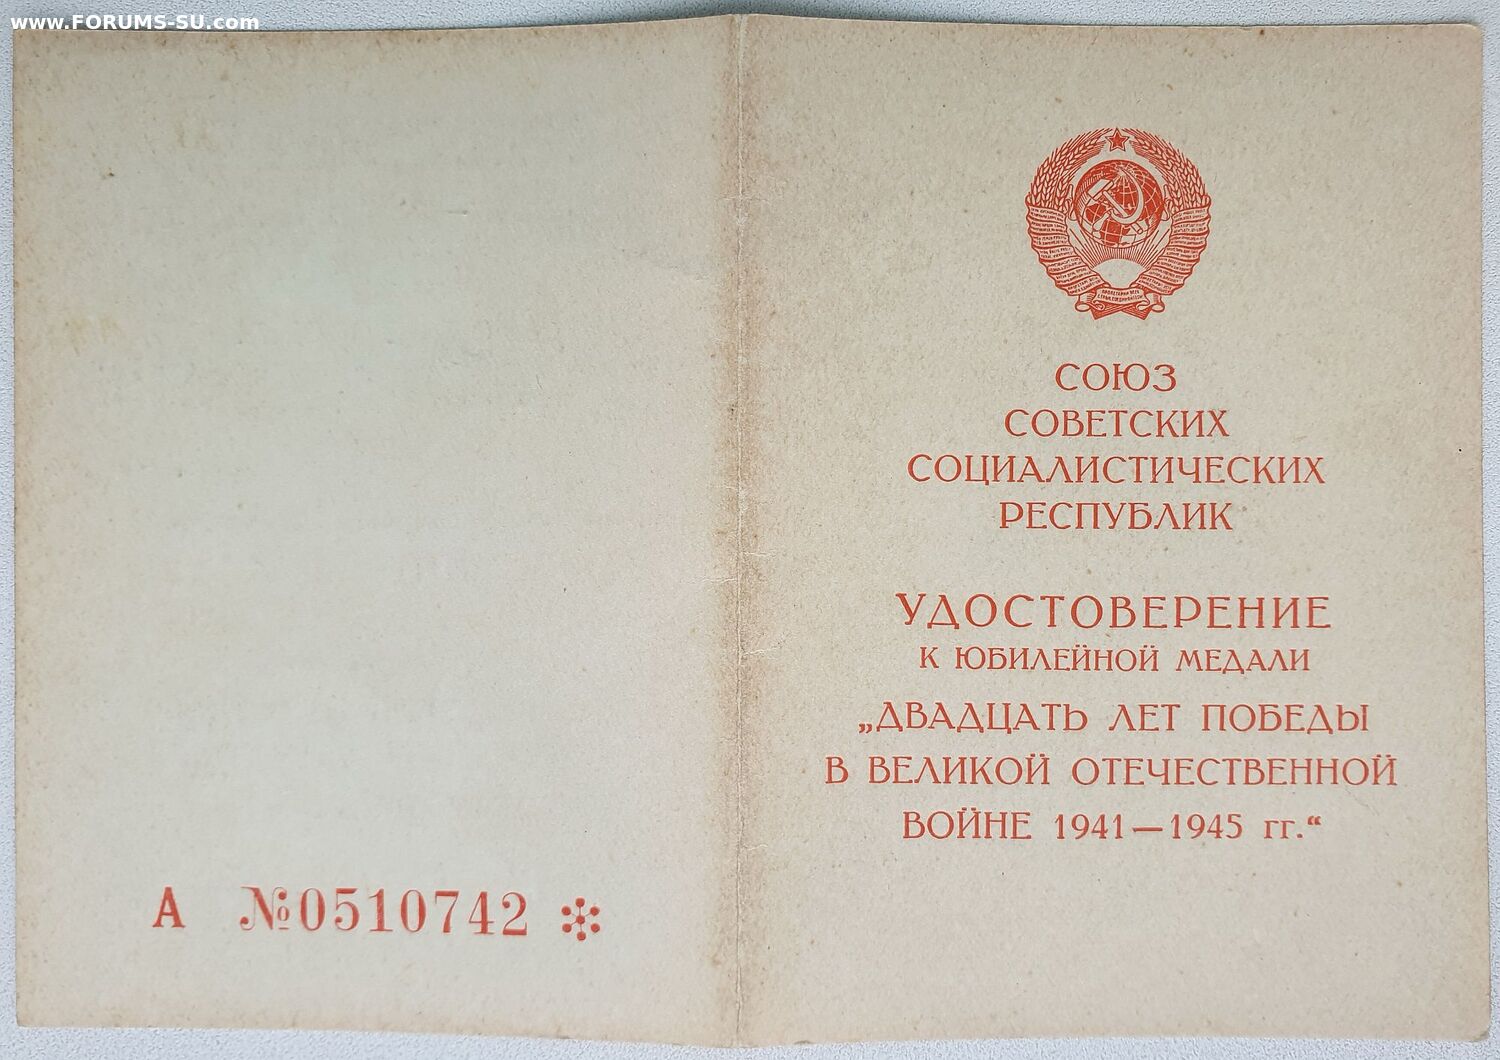 www.FORUMS-SU.com
СОЮЗ
СОВЕТСКИХ
СОЦИАЛИСТИЧЕСКИХ
РЕСПУБЛИК
УДОСТОВЕРЕНИЕ
К ЮБИЛЕЙНОЙ МЕДАЛИ
„ДВАДЦАТЬ ЛЕТ ПОБЕДЫ
В ВЕЛИКОЙ ОТЕЧЕСТВЕННОЙ
ВОЙНЕ 1941—1945 гг.“
А №0510742